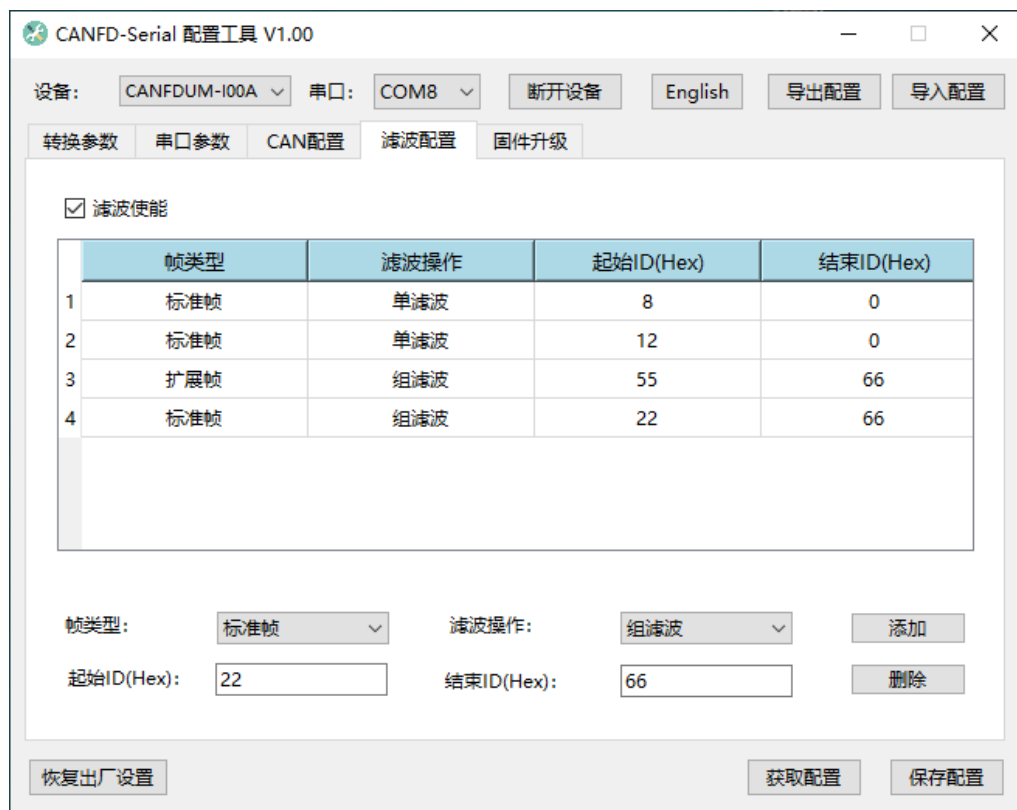 CANFD-Serial 配置工具 V1.00
设备: CANFDUM-I00A 串口: COM8 断开设备 English 导出配置 导入配置
转换参数 串口参数 CAN配置 滤波配置 固件升级
滤波使能
帧类型 滤波操作 起始ID(Hex) 结束ID(Hex)
1 标准帧 单滤波 8 0
2 标准帧 单滤波 12 0
3 扩展帧 组滤波 55 66
4 标准帧 组滤波 22 66
帧类型: 标准帧 滤波操作: 组滤波 添加
起始ID(Hex): 22 结束ID(Hex): 66 删除
恢复出厂设置 获取配置 保存配置